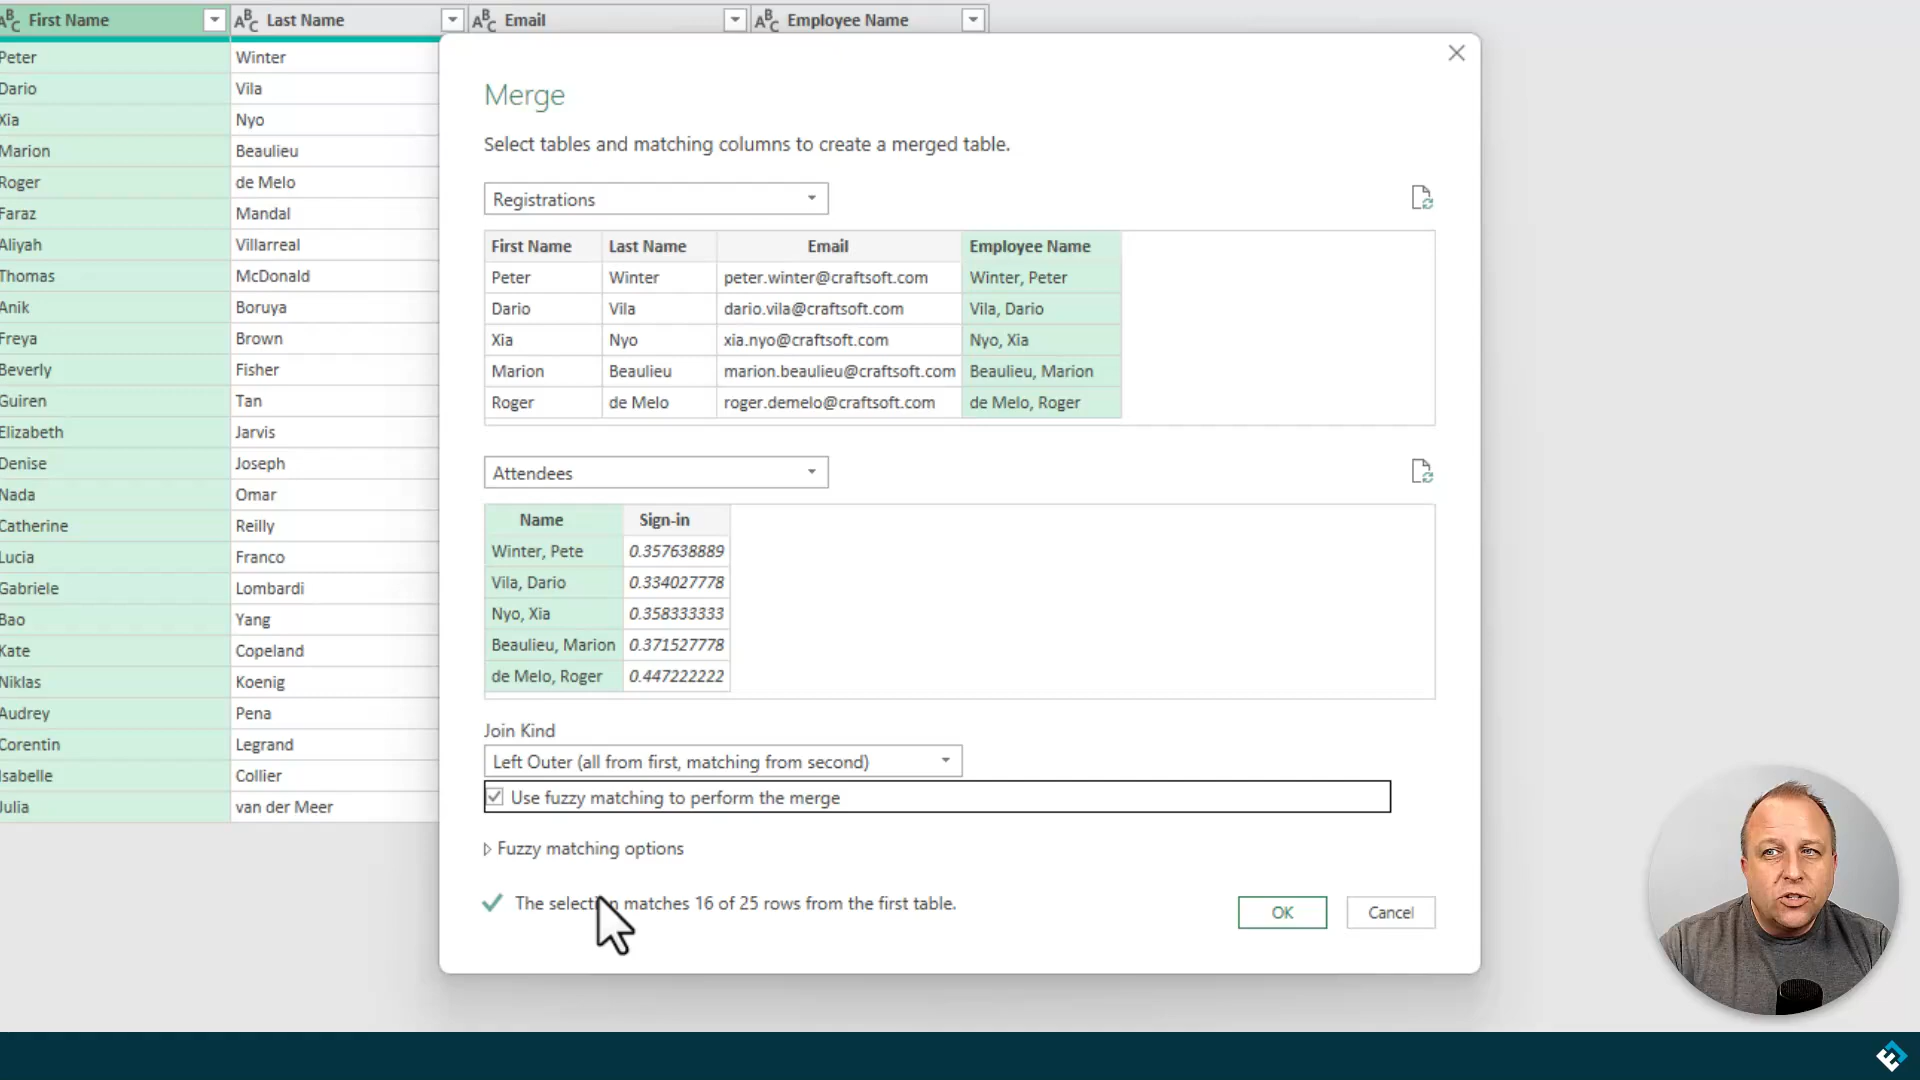 First Name Last Name Email Employee Name
Peter Winter
Dario Vila
Xia Nyo
Marion Beaulieu
Roger de Melo
Faraz Mandal
Aliyah Villarreal
Thomas McDonald
Anik Boruya
Freya Brown
Beverly Fisher
Guiren Tan
Elizabeth Jarvis
Denise Joseph
Nada Omar
Catherine Reilly
Lucia Franco
Gabriele Lombardi
Bao Yang
Kate Copeland
Niklas Koenig
Audrey Pena
Corentin Legrand
Isabelle Collier
Julia van der Meer
Merge
Select tables and matching columns to create a merged table.
Registrations
First Name Last Name Email Employee Name
Peter Winter peter.winter@craftsoft.com Winter, Peter
Dario Vila dario.vila@craftsoft.com Vila, Dario
Xia Nyo xia.nyo@craftsoft.com Nyo, Xia
Marion Beaulieu marion.beaulieu@craftsoft.com Beaulieu, Marion
Roger de Melo roger.demelo@craftsoft.com de Melo, Roger
Attendees
Name Sign-in
Winter, Pete 0.357638889
Vila, Dario 0.334027778
Nyo, Xia 0.358333333
Beaulieu, Marion 0.371527778
de Melo, Roger 0.447222222
Join Kind
Left Outer (all from first, matching from second)
Use fuzzy matching to perform the merge
Fuzzy matching options
The selection matches 16 of 25 rows from the first table.
OK Cancel